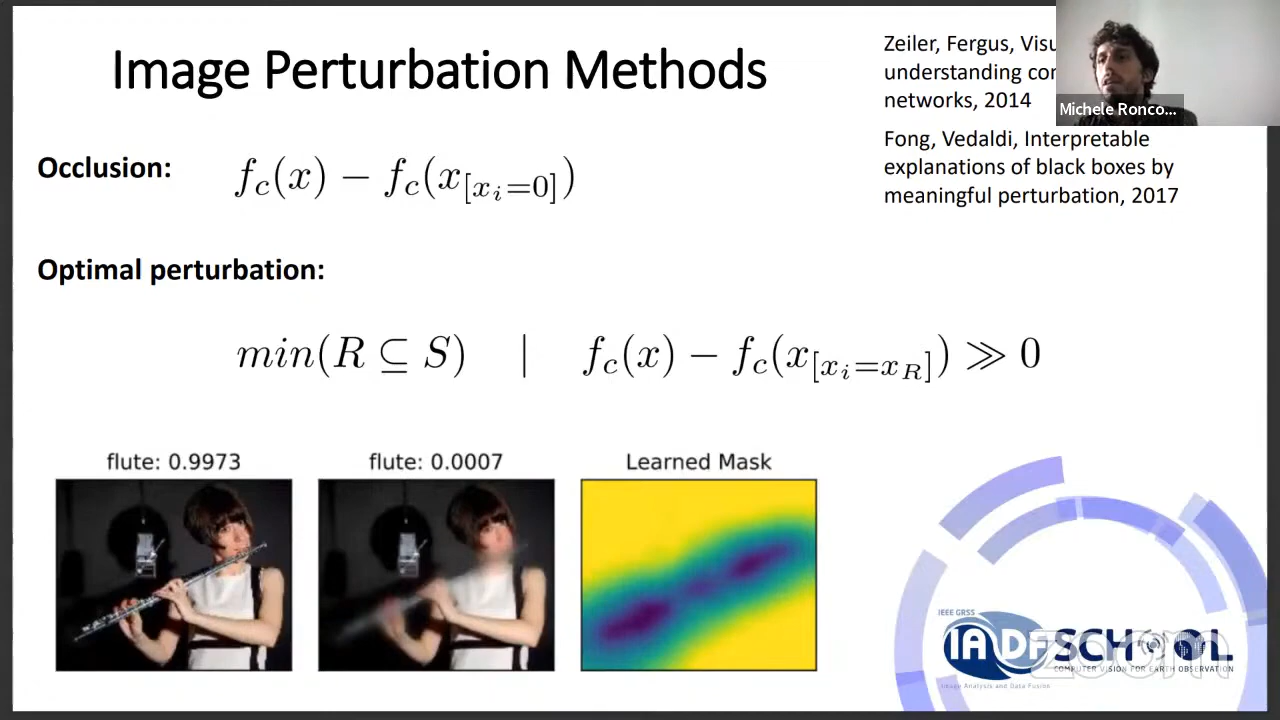 Image Perturbation Methods
Zeiler, Fergus,
understanding
networks, 2014
Michele Ronco...
Fong, Vedaldi, Interpretable
explanations of black boxes by
meaningful perturbation, 2017
Occlusion: f_c(x) − f_c(x_{[x_i=0]})
Optimal perturbation:
min(R ⊆ S) | f_c(x) − f_c(x_{[x_i=x_R]}) ≫ 0
flute: 0.9973
flute: 0.0007
Learned Mask
IEEE GRSS
IADF SCHOOL
zoom
COMPUTER VISION FOR EARTH OBSERVATION
Image Analysis and Data Fusion